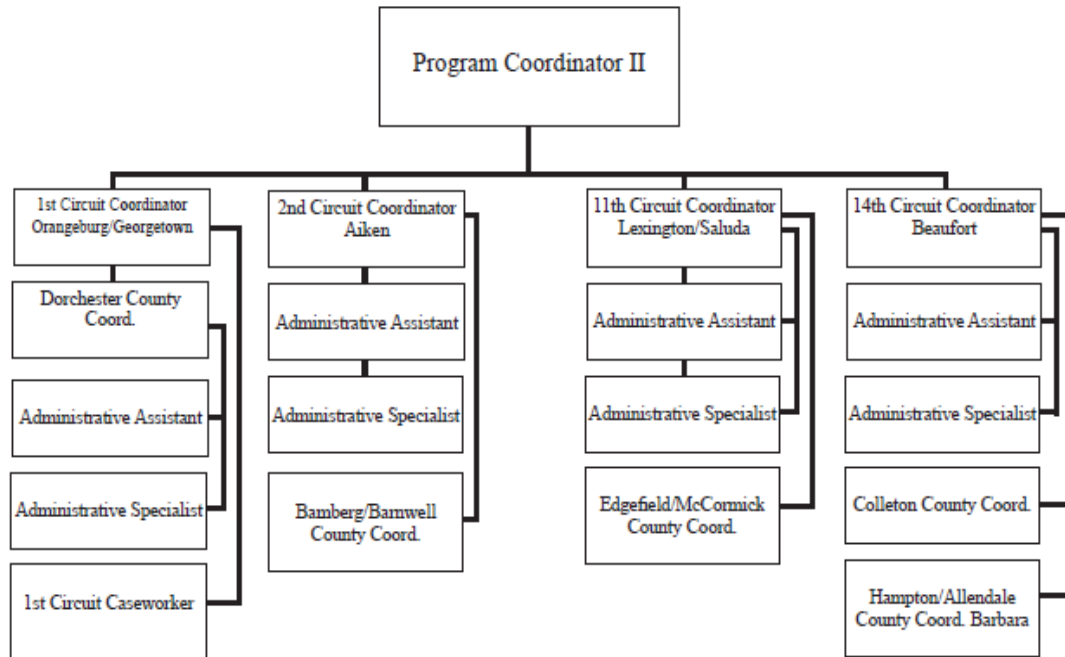 Program Coordinator II
1st Circuit Coordinator
Orangeburg/Georgetown
Dorchester County
Coord.
Administrative Assistant
Administrative Specialist
1st Circuit Caseworker
2nd Circuit Coordinator
Aiken
Administrative Assistant
Administrative Specialist
Bamberg/Barnwell
County Coord.
11th Circuit Coordinator
Lexington/Saluda
Administrative Assistant
Administrative Specialist
Edgefield/McCormick
County Coord.
14th Circuit Coordinator
Beaufort
Administrative Assistant
Administrative Specialist
Colleton County Coord.
Hampton/Allendale
County Coord. Barbara